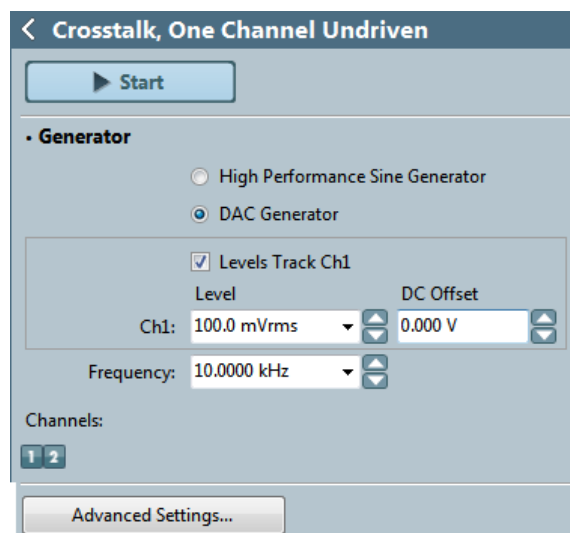 Crosstalk, One Channel Undriven
Start
Generator
High Performance Sine Generator
DAC Generator
Levels Track Ch1
Level DC Offset
Ch1: 100.0 mVrms 0.000 V
Frequency: 10.0000 kHz
Channels:
1 2
Advanced Settings...